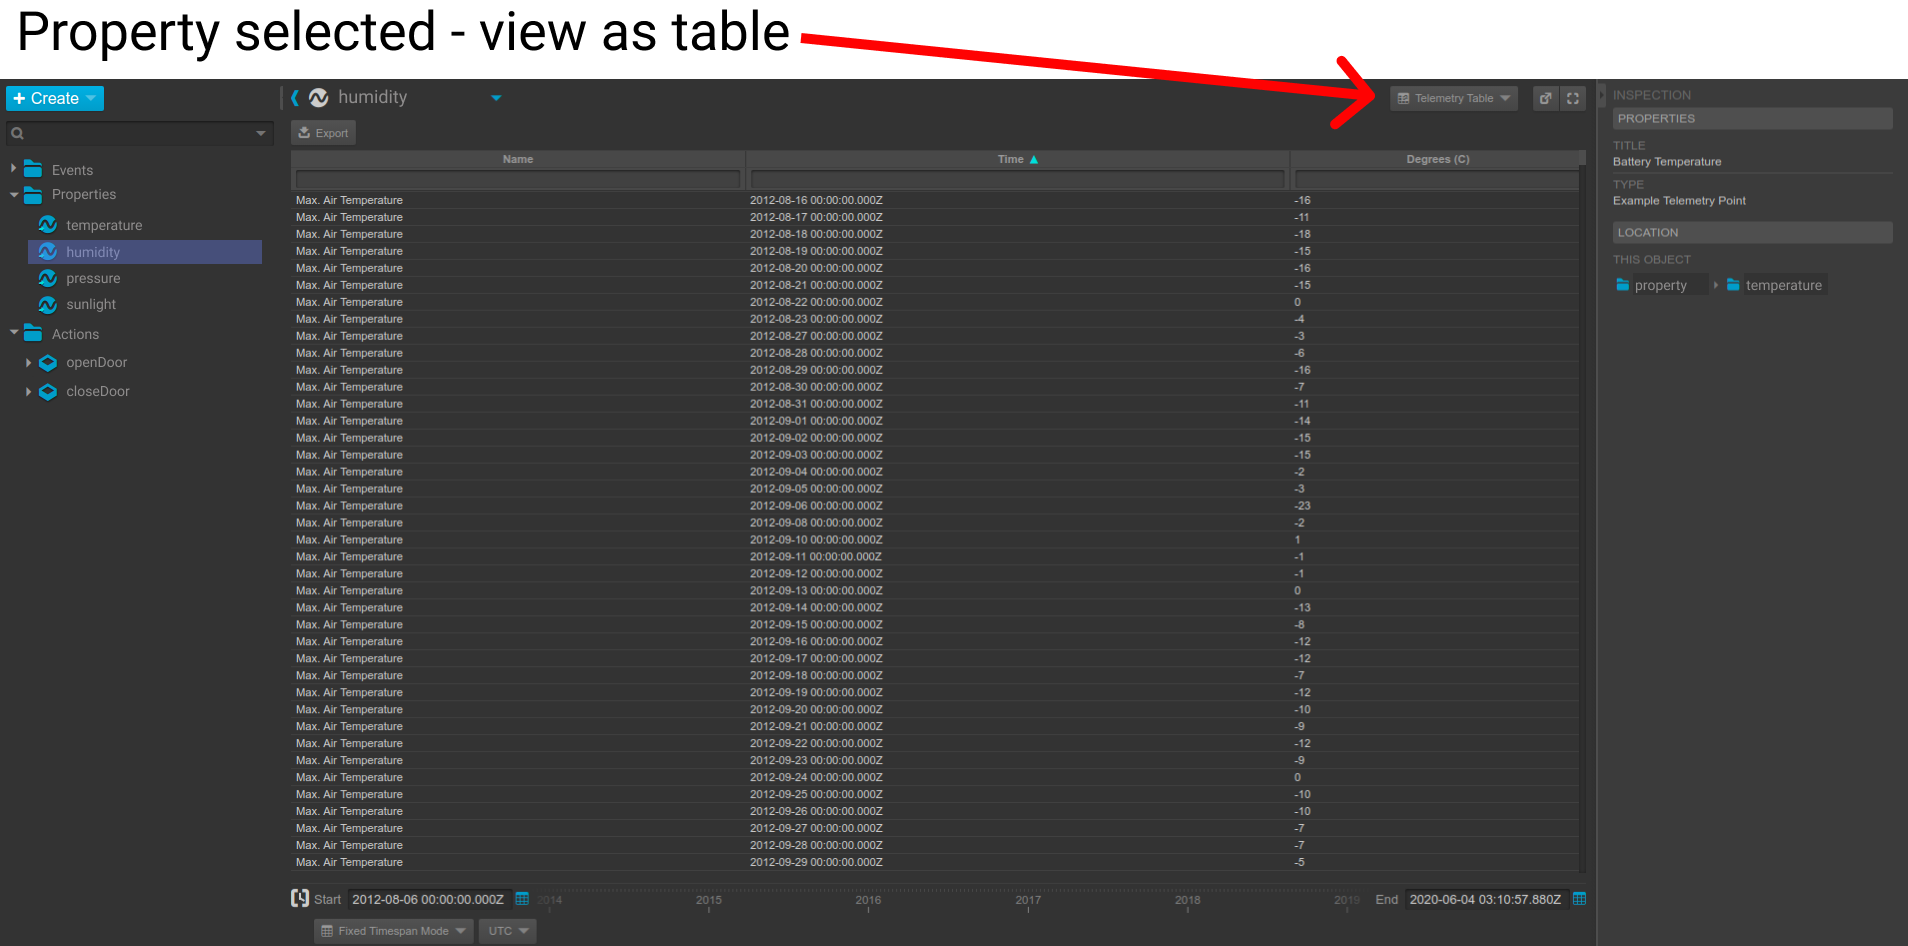 Property selected - view as table
+ Create
Events
Properties
temperature
humidity
pressure
sunlight
Actions
openDoor
closeDoor
humidity
Telemetry Table
Export
Name Time Degrees (C)
Max. Air Temperature 2012-08-16 00:00:00.000Z -16
Max. Air Temperature 2012-08-17 00:00:00.000Z -11
Max. Air Temperature 2012-08-18 00:00:00.000Z -18
Max. Air Temperature 2012-08-19 00:00:00.000Z -15
Max. Air Temperature 2012-08-20 00:00:00.000Z -16
Max. Air Temperature 2012-08-21 00:00:00.000Z -15
Max. Air Temperature 2012-08-22 00:00:00.000Z 0
Max. Air Temperature 2012-08-23 00:00:00.000Z -4
Max. Air Temperature 2012-08-27 00:00:00.000Z -3
Max. Air Temperature 2012-08-28 00:00:00.000Z -6
Max. Air Temperature 2012-08-29 00:00:00.000Z -16
Max. Air Temperature 2012-08-30 00:00:00.000Z -7
Max. Air Temperature 2012-08-31 00:00:00.000Z -11
Max. Air Temperature 2012-09-01 00:00:00.000Z -14
Max. Air Temperature 2012-09-02 00:00:00.000Z -15
Max. Air Temperature 2012-09-03 00:00:00.000Z -15
Max. Air Temperature 2012-09-04 00:00:00.000Z -2
Max. Air Temperature 2012-09-05 00:00:00.000Z -3
Max. Air Temperature 2012-09-06 00:00:00.000Z -23
Max. Air Temperature 2012-09-08 00:00:00.000Z -2
Max. Air Temperature 2012-09-10 00:00:00.000Z 1
Max. Air Temperature 2012-09-11 00:00:00.000Z -1
Max. Air Temperature 2012-09-12 00:00:00.000Z -1
Max. Air Temperature 2012-09-13 00:00:00.000Z 0
Max. Air Temperature 2012-09-14 00:00:00.000Z -13
Max. Air Temperature 2012-09-15 00:00:00.000Z -8
Max. Air Temperature 2012-09-16 00:00:00.000Z -12
Max. Air Temperature 2012-09-17 00:00:00.000Z -12
Max. Air Temperature 2012-09-18 00:00:00.000Z -7
Max. Air Temperature 2012-09-19 00:00:00.000Z -12
Max. Air Temperature 2012-09-20 00:00:00.000Z -10
Max. Air Temperature 2012-09-21 00:00:00.000Z -9
Max. Air Temperature 2012-09-22 00:00:00.000Z -12
Max. Air Temperature 2012-09-23 00:00:00.000Z -9
Max. Air Temperature 2012-09-24 00:00:00.000Z 0
Max. Air Temperature 2012-09-25 00:00:00.000Z -10
Max. Air Temperature 2012-09-26 00:00:00.000Z -10
Max. Air Temperature 2012-09-27 00:00:00.000Z -7
Max. Air Temperature 2012-09-28 00:00:00.000Z -7
Max. Air Temperature 2012-09-29 00:00:00.000Z -5
Start 2012-08-06 00:00:00.000Z 2014 2015 2016 2017 2018 2019 End 2020-06-04 03:10:57.880Z
Fixed Timespan Mode UTC
INSPECTION
PROPERTIES
TITLE
Battery Temperature
TYPE
Example Telemetry Point
LOCATION
THIS OBJECT
property temperature